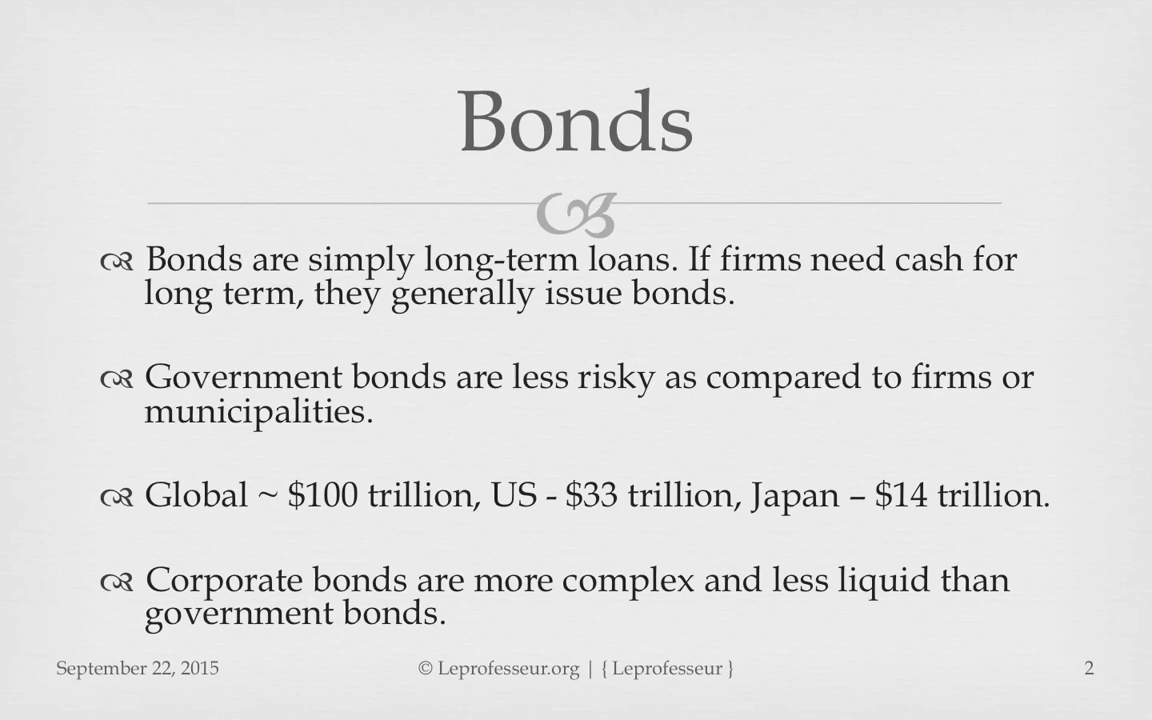 Bonds
Bonds are simply long-term loans. If firms need cash for
long term, they generally issue bonds.
Government bonds are less risky as compared to firms or
municipalities.
Global ~ $100 trillion, US - $33 trillion, Japan – $14 trillion.
Corporate bonds are more complex and less liquid than
government bonds.
September 22, 2015
© Leprofesseur.org | { Leprofesseur }
2